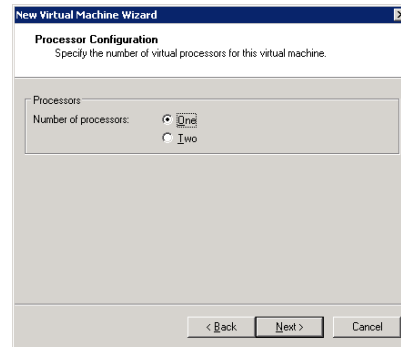 New Virtual Machine Wizard
Processor Configuration
Specify the number of virtual processors for this virtual machine.
Processors
Number of processors:
One
Two
< Back
Next >
Cancel